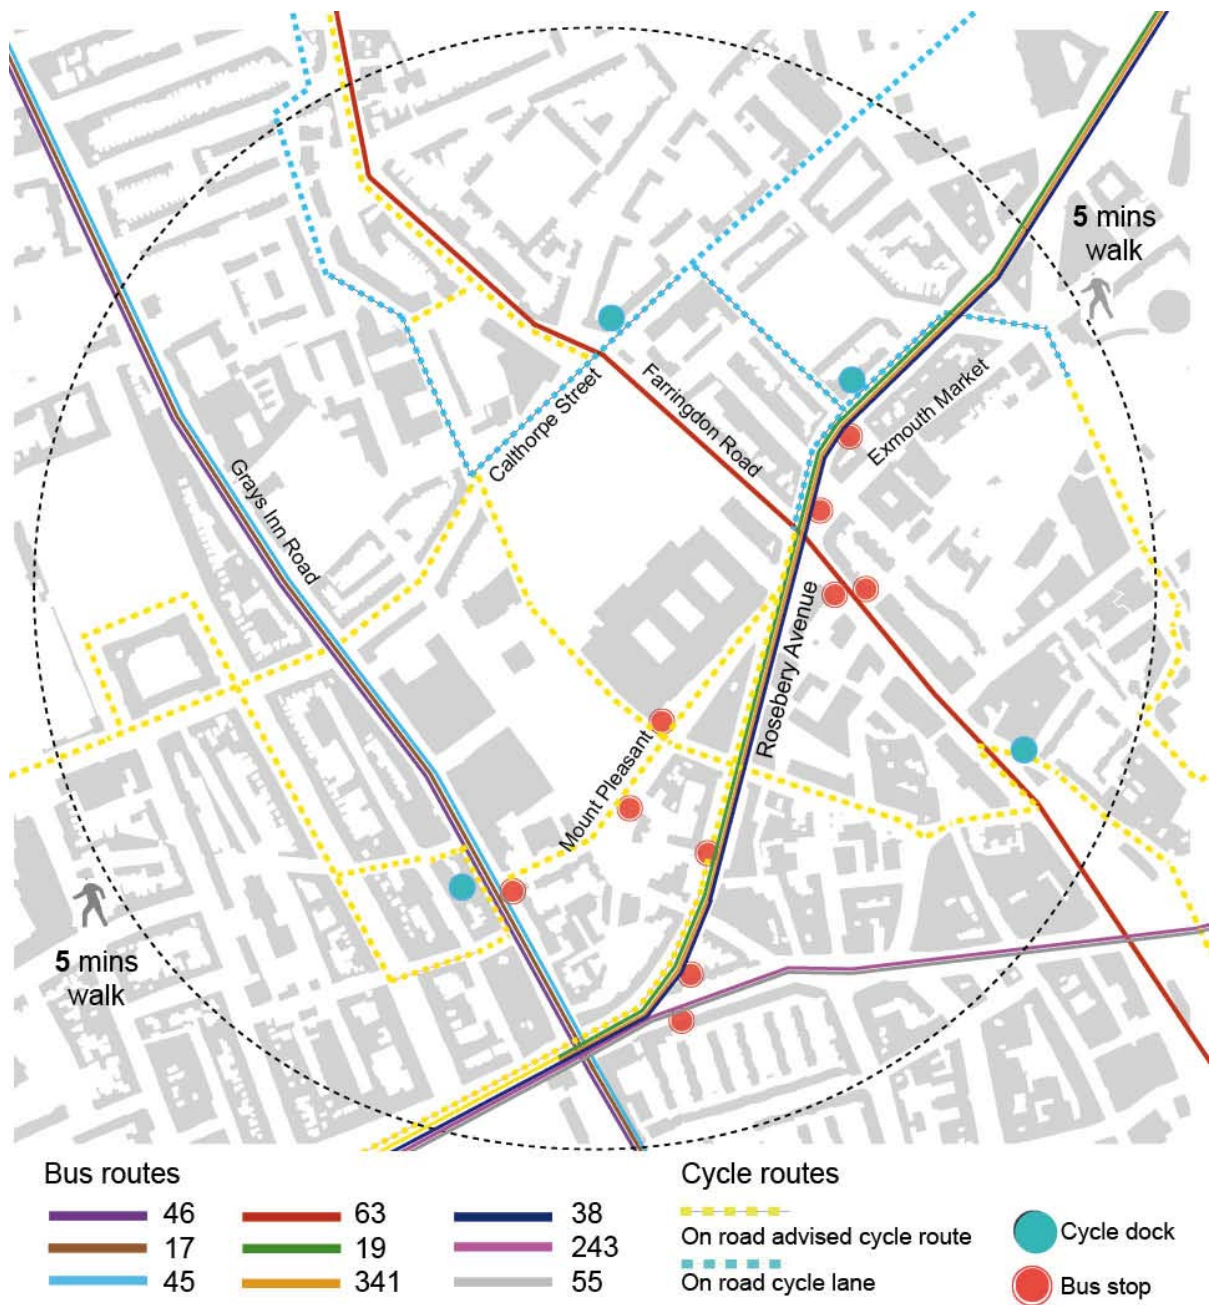 5 mins
walk
Calthorpe Street
Farringdon Road
Exmouth Market
Grays Inn Road
Rosebery Avenue
Mount Pleasant
5 mins
walk
Bus routes
46
63
38
17
19
243
45
341
55
Cycle routes
On road advised cycle route
On road cycle lane
Cycle dock
Bus stop